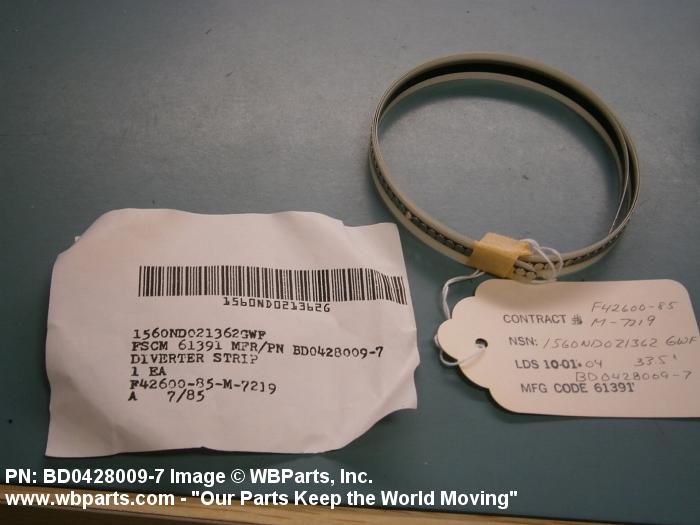 1560ND021362G
1560ND021362GWF
FSCM 61391 MFR/PN BD0428009-7
DIVERTER STRIP
1 EA
F42600-85-M-7219
A 7/85
F42600-85
CONTRACT # M-7219
NSN: 1560ND021362 GWF
LDS 10-01-04 33.5'
BD0428009-7
MFG CODE 61391
PN: BD0428009-7 Image © WBParts, Inc.
www.wbparts.com - "Our Parts Keep the World Moving"